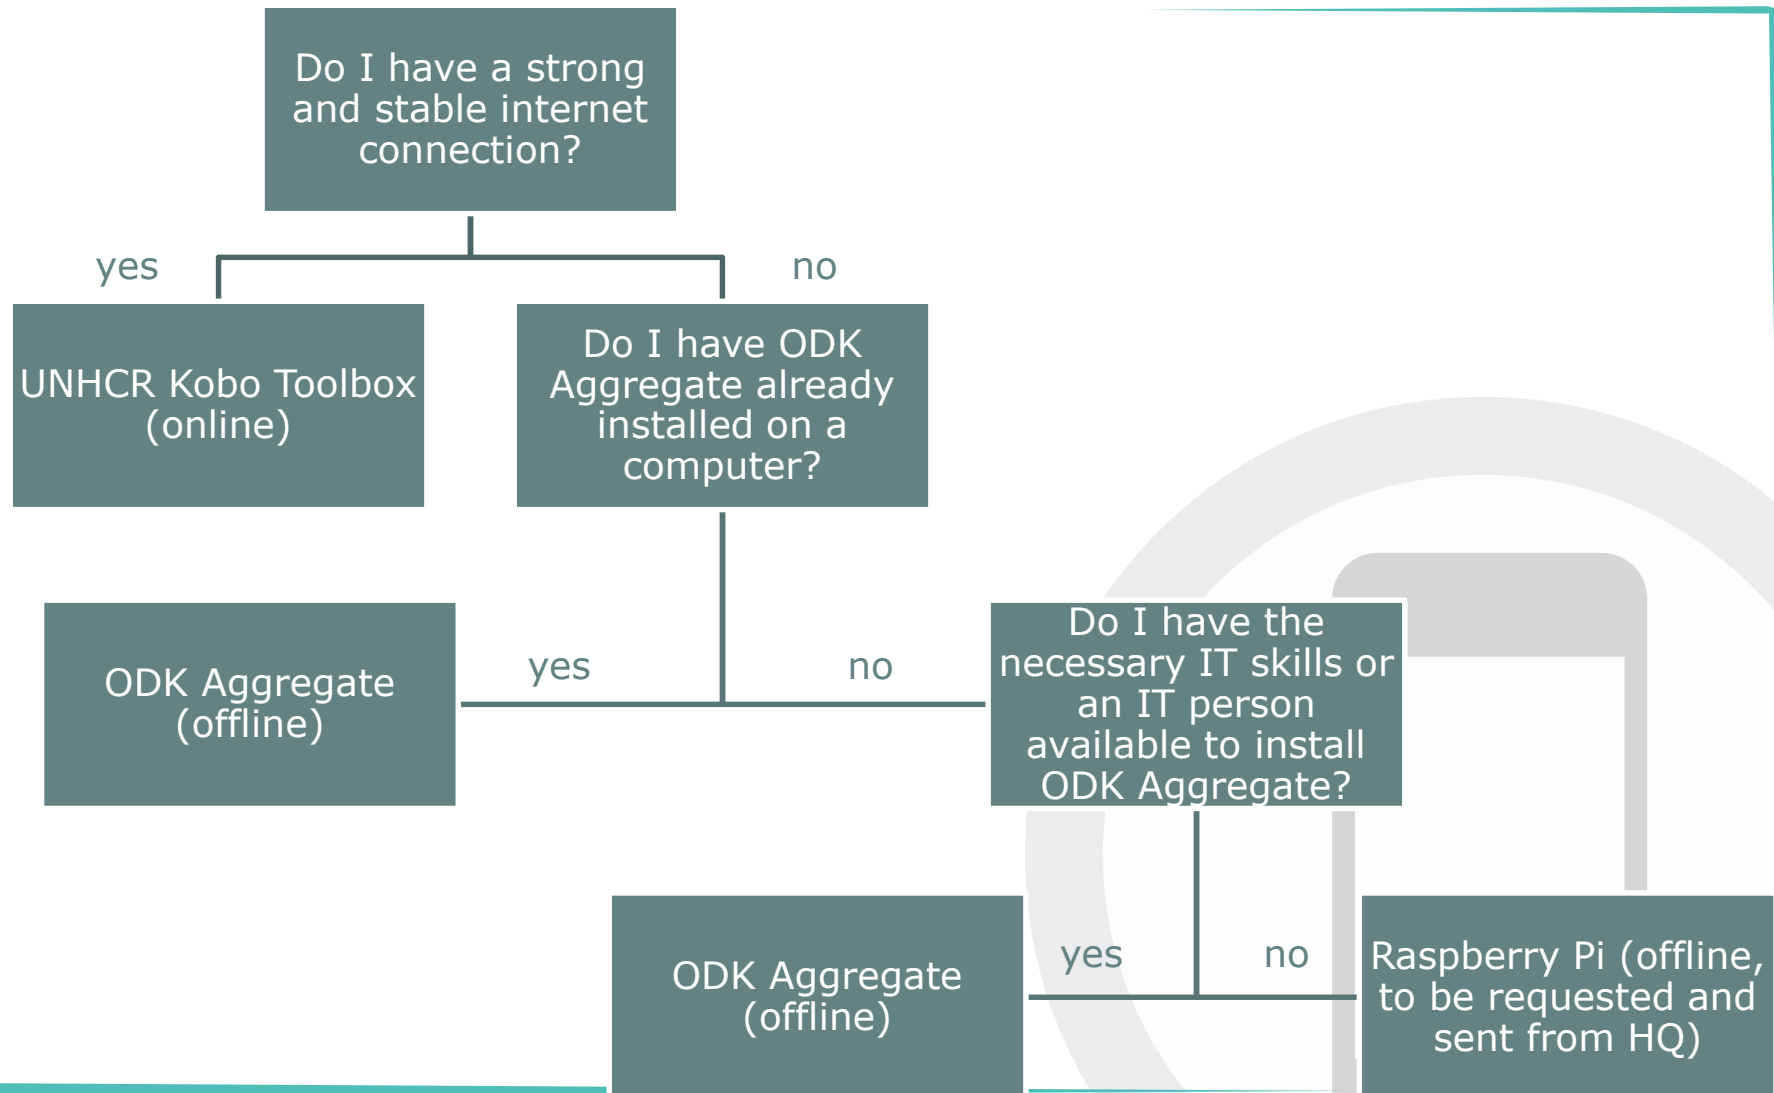 Do I have a strong
and stable internet
connection?
yes
no
UNHCR Kobo Toolbox
(online)
Do I have ODK
Aggregate already
installed on a
computer?
ODK Aggregate
(offline)
yes
no
Do I have the
necessary IT skills or
an IT person
available to install
ODK Aggregate?
ODK Aggregate
(offline)
yes
no
Raspberry Pi (offline,
to be requested and
sent from HQ)